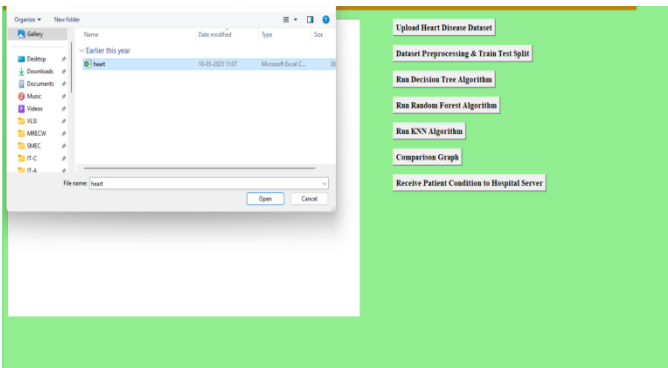 Organize New folder
Gallery
Name Date modified Type Size
Earlier this year
Desktop
heart 10-05-2023 11:07 Microsoft Excel C...
Downloads
Documents
Music
Videos
VLSI
MRECW
SMEC
IT-C
IT-A
File name: heart
Open Cancel
Upload Heart Disease Dataset
Dataset Preprocessing & Train Test Split
Run Decision Tree Algorithm
Run Random Forest Algorithm
Run KNN Algorithm
Comparison Graph
Receive Patient Condition to Hospital Server